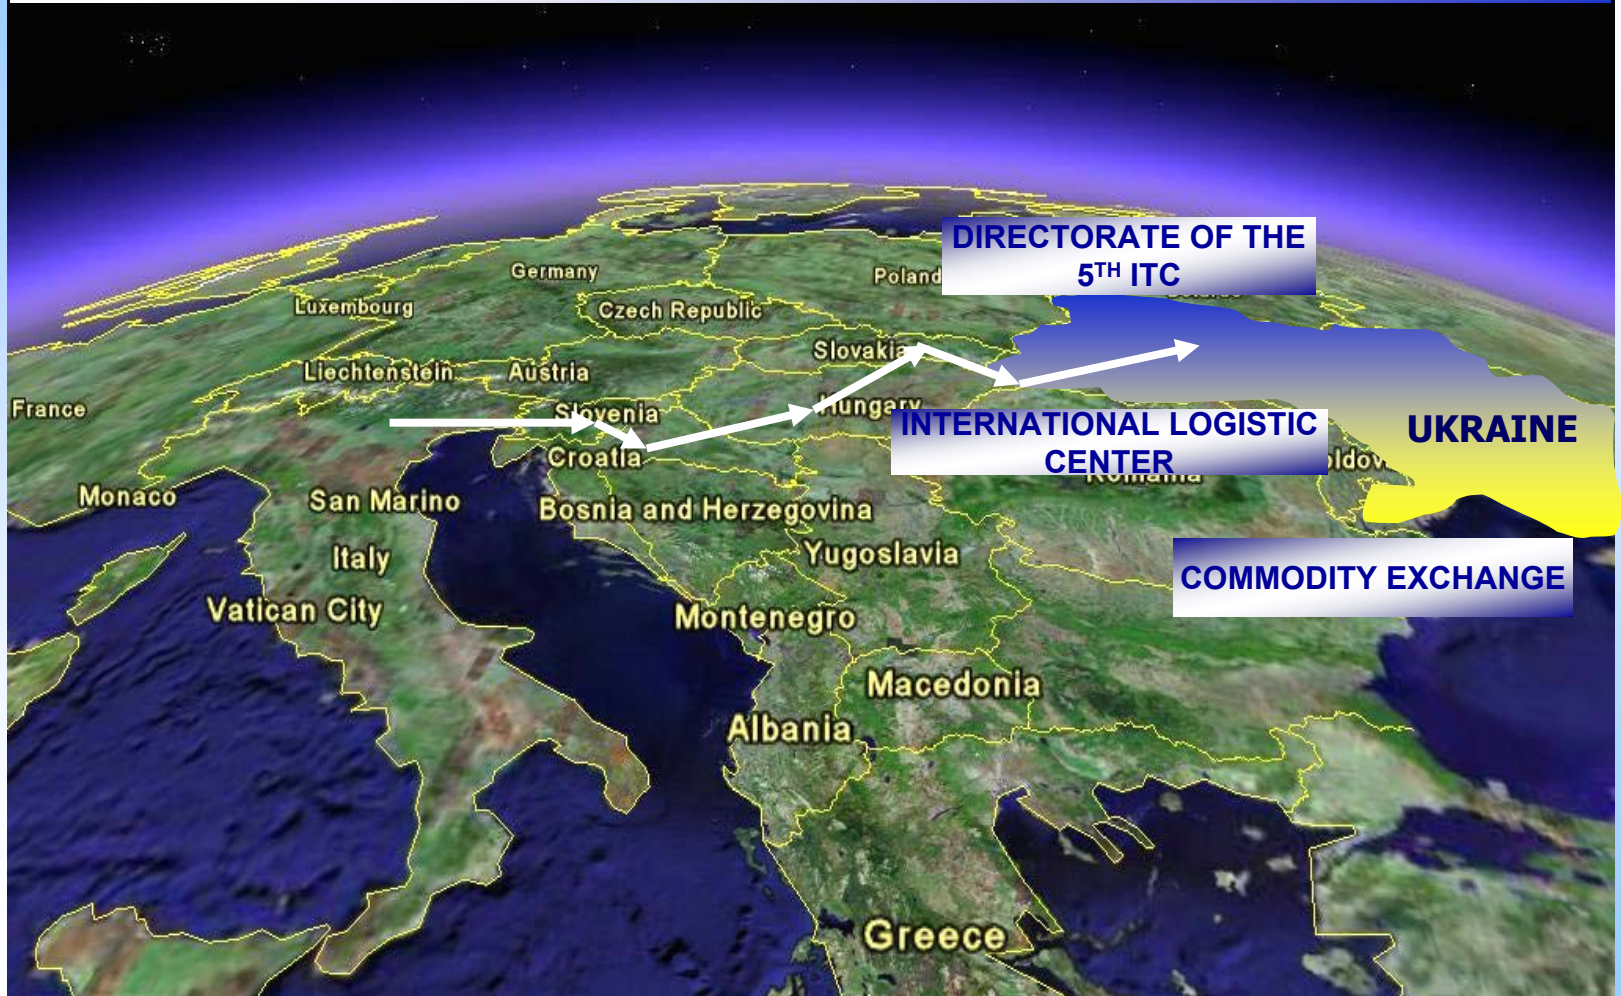 DIRECTORATE OF THE
5TH ITC
Germany
Poland
Luxembourg
Czech Republic
Slovakia
Liechtenstein
Austria
France
Slovenia
Hungary
INTERNATIONAL LOGISTIC
CENTER
UKRAINE
Croatia
Romania
Monaco
San Marino
Bosnia and Herzegovina
Italy
Yugoslavia
COMMODITY EXCHANGE
Vatican City
Montenegro
Macedonia
Albania
Greece